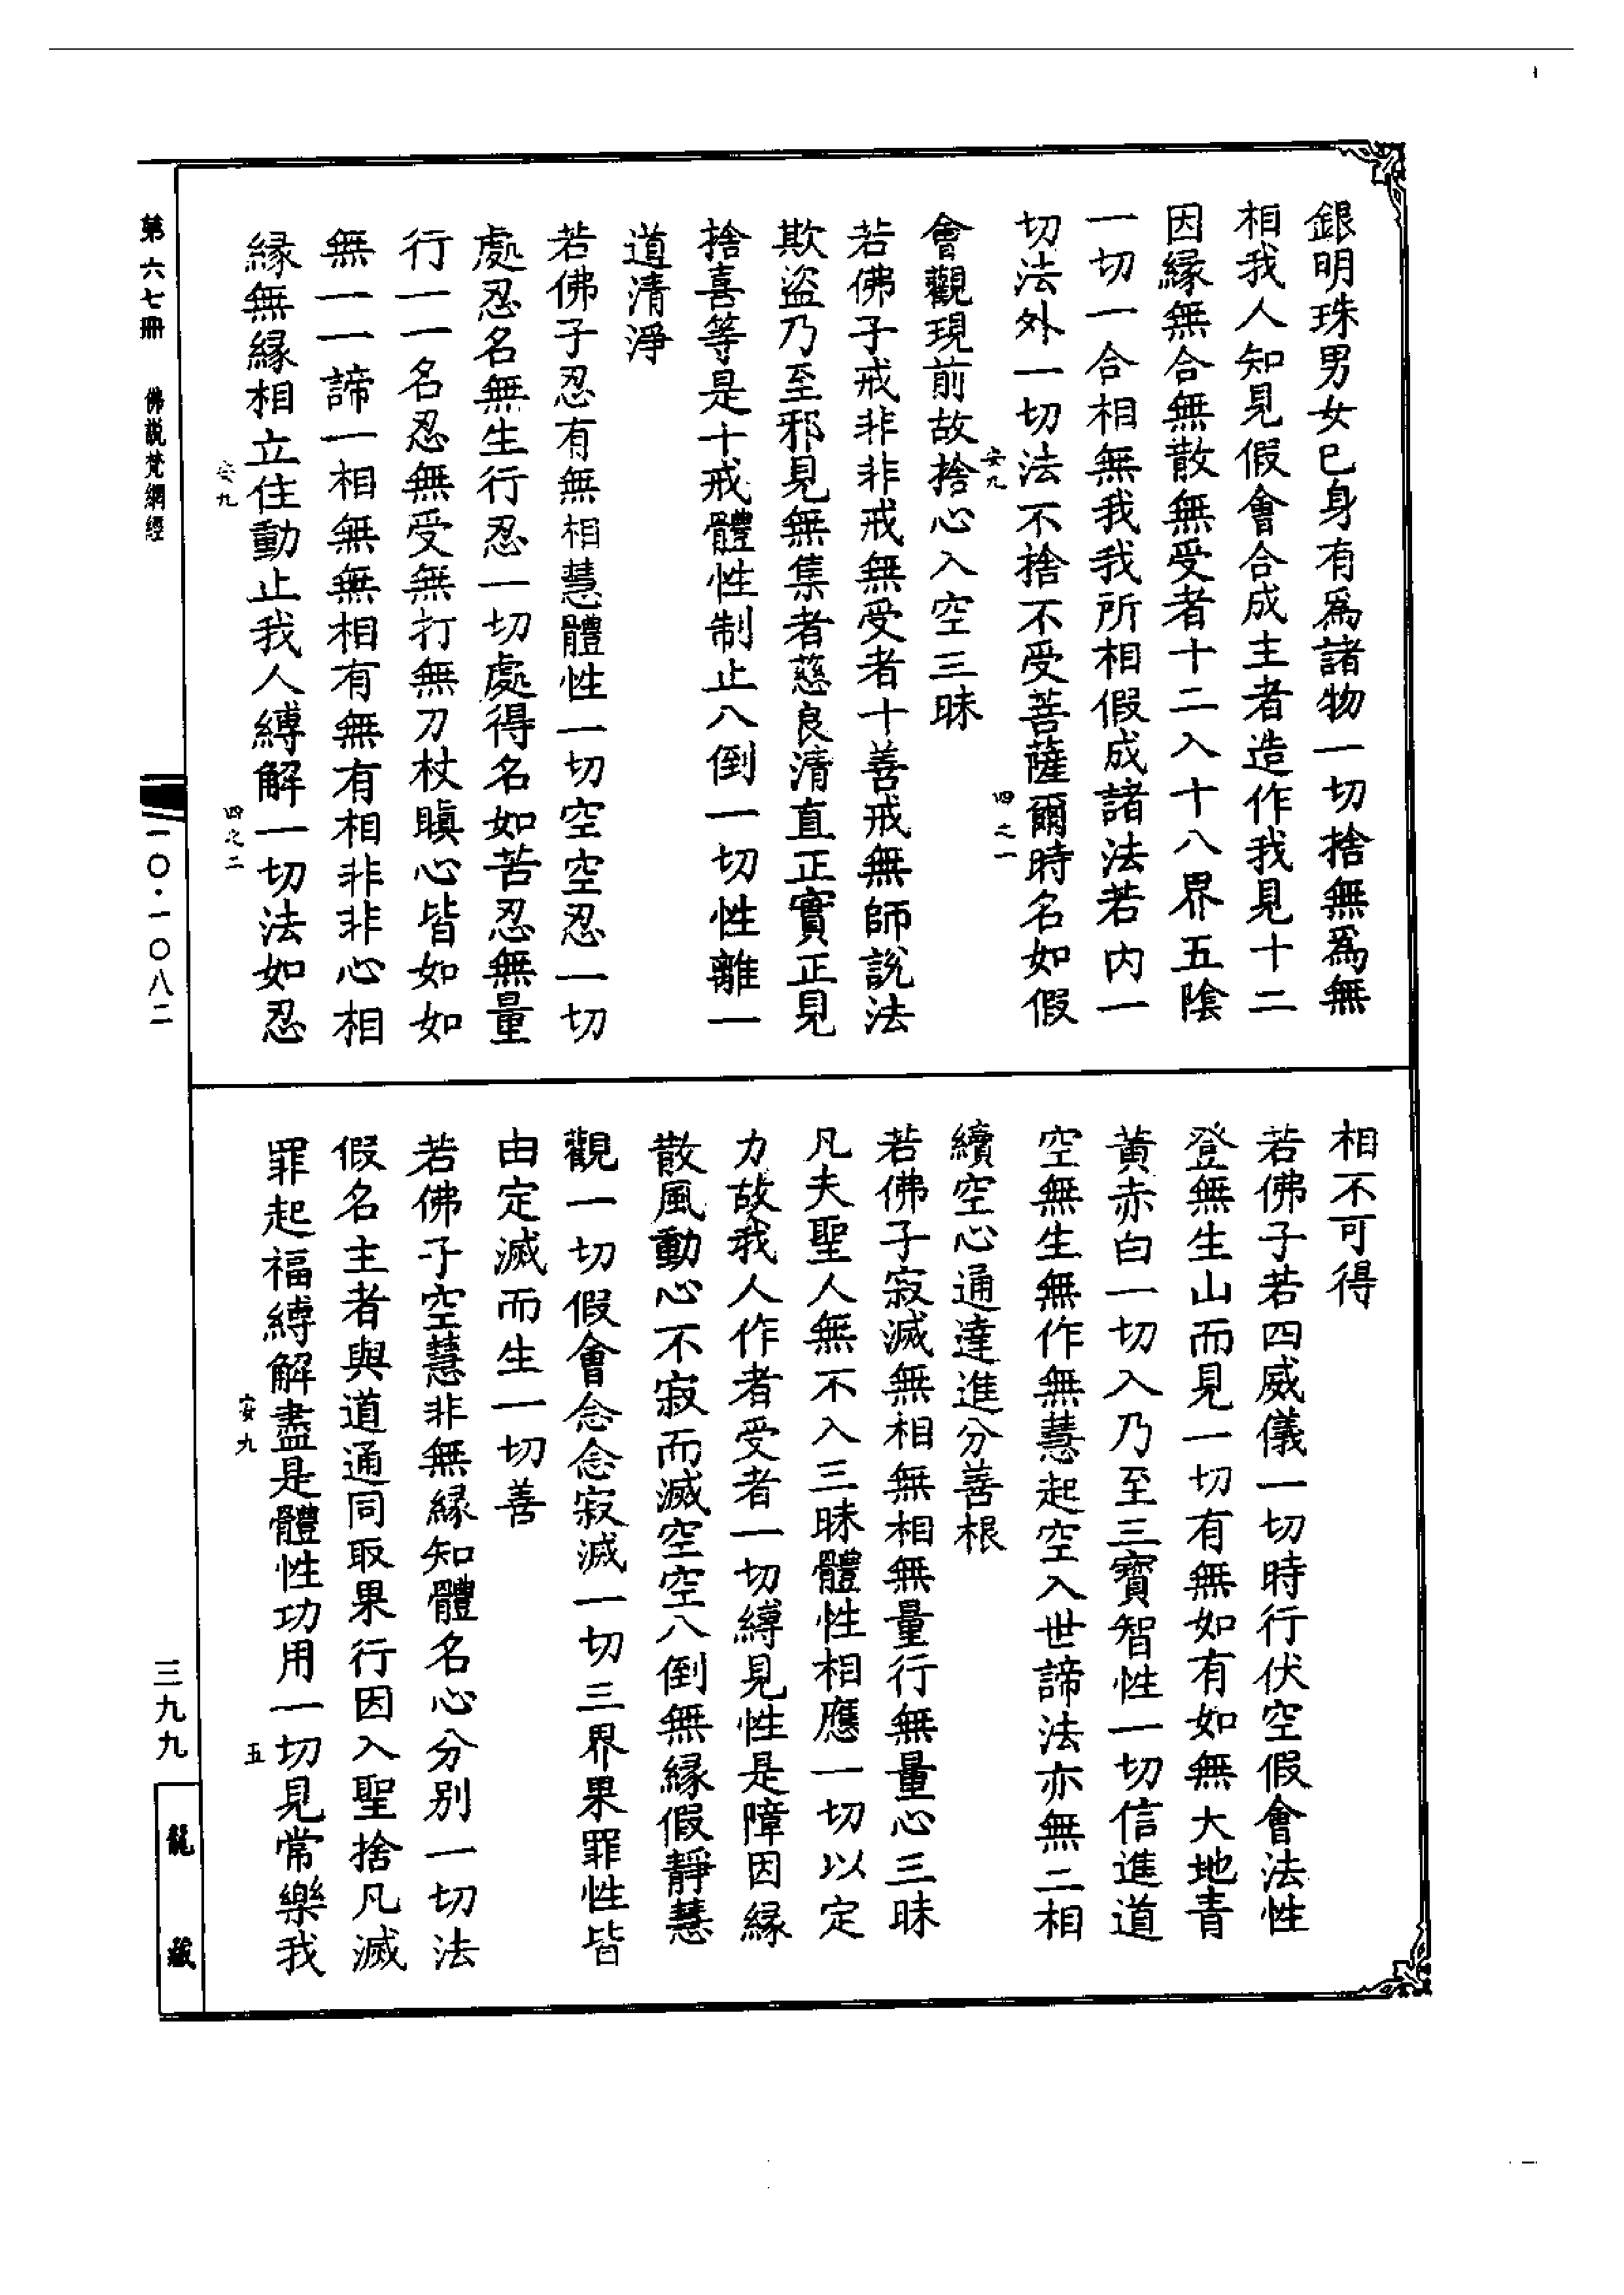 銀明珠男女已身有爲諸物一切捨無爲無
相我人知見假會合成主者造作我見十二
因緣無合無散無受者十二入十八界五陰
一切一合相無我我所相假成諸法若内一
切法外一切法不捨不受菩薩爾時名如假
安九
四之一
會觀現前故捨心入空三昧
若佛子戒非非戒無受者十善戒無師說法
欺盜乃至邪見無集者慈良清直正實正見
捨喜等是十戒體性制止八倒一切性離一
道清淨
若佛子忍有無相慧體性一切空空忍一切
處忍名無生行忍一切處得名如苦忍無量
行一一名忍無受無打無刀杖瞋心皆如如
無一一諦一相無無相有無有相非非心相
緣無緣相立住動止我人縛解一切法如忍
安九
四之二
相不可得
若佛子若四威儀一切時行伏空假會法性
登無生山而見一切有無如有如無大地青
黄赤白一切入乃至三寶智性一切信進道
空無生無作無慧起空入世諦法亦無二相
續空心通達進分善根
若佛子寂滅無相無相無量行無量心三昧
凡夫聖人無不入三昧體性相應一切以定
力故我人作者受者一切縛見性是障因緣
散風動心不寂而滅空空八倒無緣假靜慧
觀一切假會念念寂滅一切三界果罪性皆
由定滅而生一切善
若佛子空慧非無緣知體名心分別一切法
假名主者與道通同取果行因入聖捨凡滅
罪起福縛解盡是體性功用一切見常樂我
安九
五
第六七冊
佛説梵網經
一〇·一〇八二
三九九
龍藏